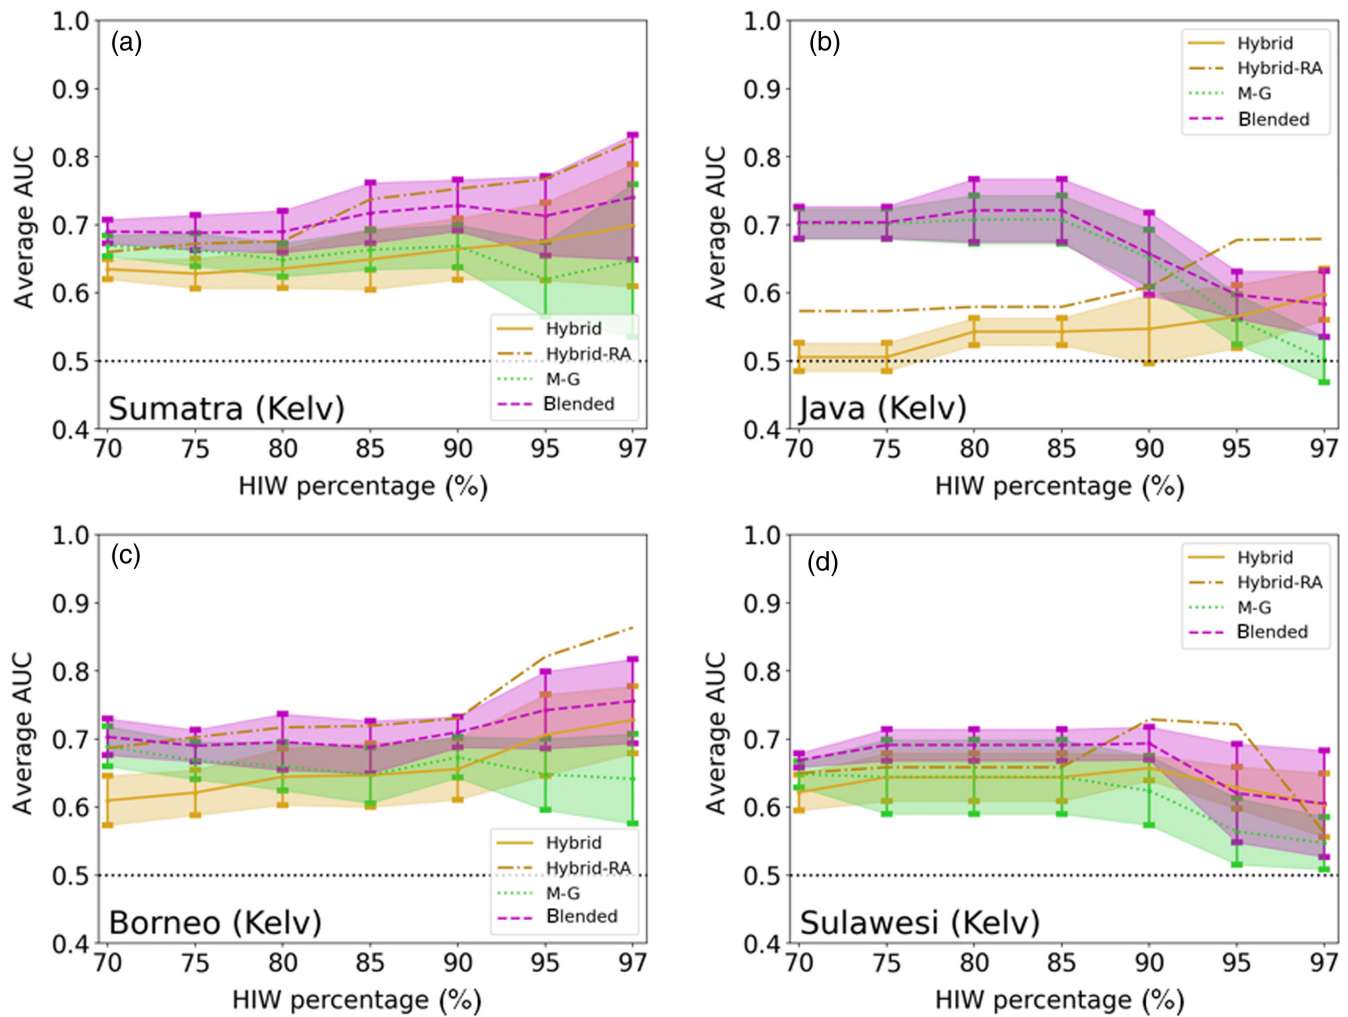 (a)
1.0
0.9
0.8
0.7
0.6
0.5
0.4
Average AUC
Hybrid
Hybrid-RA
M-G
Blended
Sumatra (Kelv)
70 75 80 85 90 95 97
HIW percentage (%)
(b)
1.0
0.9
0.8
0.7
0.6
0.5
0.4
Average AUC
Hybrid
Hybrid-RA
M-G
Blended
Java (Kelv)
70 75 80 85 90 95 97
HIW percentage (%)
(c)
1.0
0.9
0.8
0.7
0.6
0.5
0.4
Average AUC
Hybrid
Hybrid-RA
M-G
Blended
Borneo (Kelv)
70 75 80 85 90 95 97
HIW percentage (%)
(d)
1.0
0.9
0.8
0.7
0.6
0.5
0.4
Average AUC
Hybrid
Hybrid-RA
M-G
Blended
Sulawesi (Kelv)
70 75 80 85 90 95 97
HIW percentage (%)